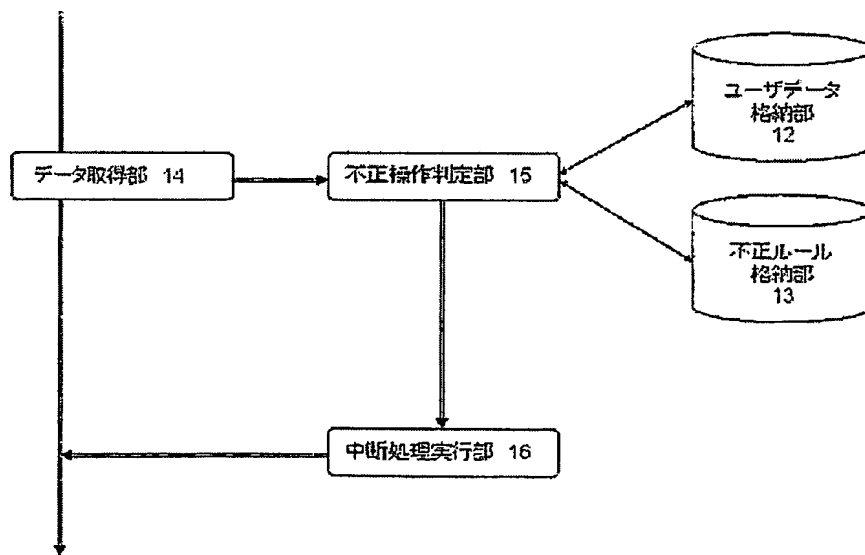 ユーザデータ
格納部
12
データ取得部 14
不正操作判定部 15
不正ルール
格納部
13
中断処理実行部 16